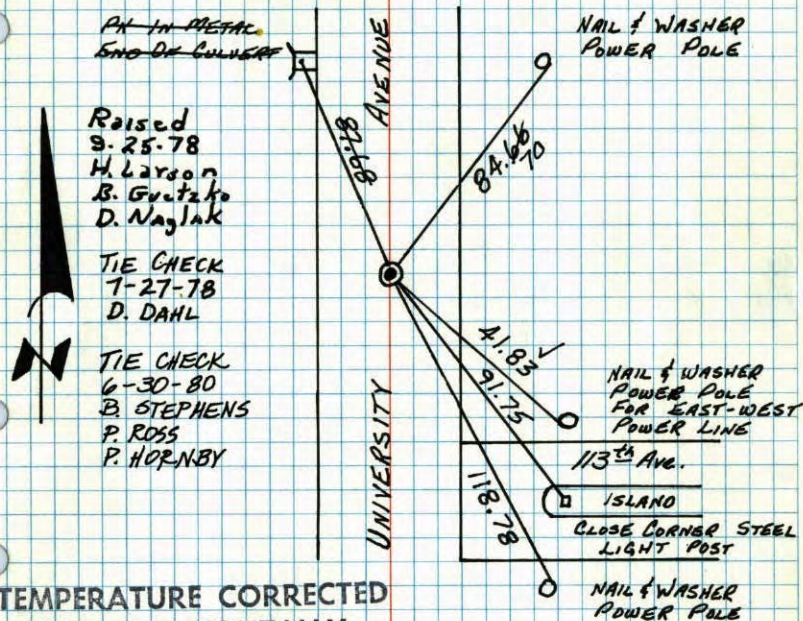 PK IN METAL
END OF CULVERT
NAIL & WASHER
POWER POLE
AVENUE
Raised
9-25-78
H. Larson
B. Guetzko
D. Naglak
89.78
84.66
70
TIE CHECK
7-27-78
D. DAHL
TIE CHECK
6-30-80
B. STEPHENS
P. ROSS
P. HORNBY
N
41.83 ✓
91.75
118.78
UNIVERSITY
NAIL & WASHER
POWER POLE
FOR EAST-WEST
POWER LINE
113th Ave.
ISLAND
CLOSE CORNER STEEL
LIGHT POST
NAIL & WASHER
POWER POLE
TEMPERATURE CORRECTED